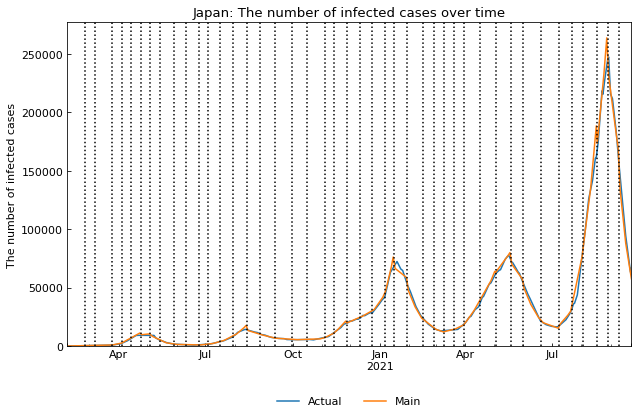 Japan: The number of infected cases over time
The number of infected cases
250000
200000
150000
100000
50000
0
Apr Jul Oct Jan Apr Jul
2021
Actual Main